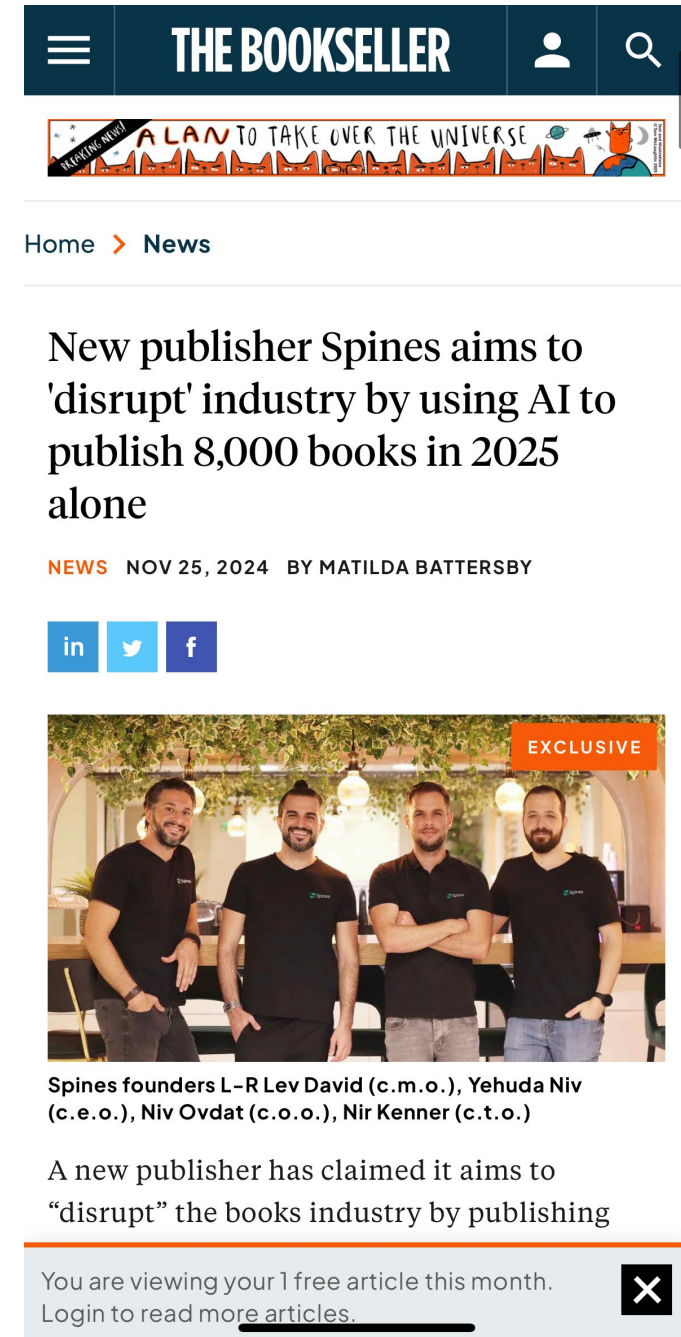 THE BOOKSELLER
BREAKING NEWS!
ALAN TO TAKE OVER THE UNIVERSE
Home > News
New publisher Spines aims to
'disrupt' industry by using AI to
publish 8,000 books in 2025
alone
NEWS NOV 25, 2024 BY MATILDA BATTERSBY
in f
EXCLUSIVE
Spines
Spines
Spines
Spines
Spines founders L-R Lev David (c.m.o.), Yehuda Niv
(c.e.o.), Niv Ovdat (c.o.o.), Nir Kenner (c.t.o.)
A new publisher has claimed it aims to
“disrupt” the books industry by publishing
You are viewing your 1 free article this month.
Login to read more articles.